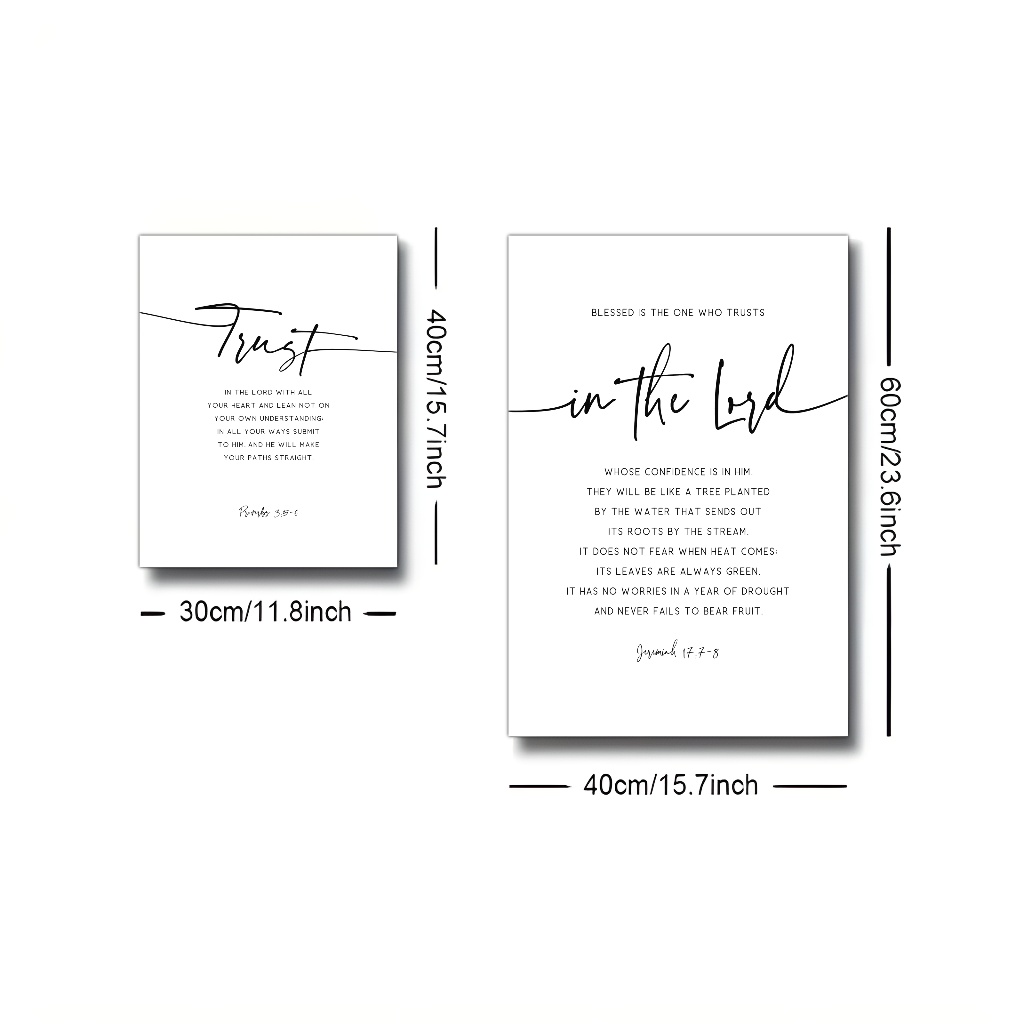 Trust
IN THE LORD WITH ALL
YOUR HEART AND LEAN NOT ON
YOUR OWN UNDERSTANDING;
IN ALL YOUR WAYS SUBMIT
TO HIM, AND HE WILL MAKE
YOUR PATHS STRAIGHT
Proverbs 3:5-6
40cm/15.7inch
30cm/11.8inch
BLESSED IS THE ONE WHO TRUSTS
in the Lord
WHOSE CONFIDENCE IS IN HIM.
THEY WILL BE LIKE A TREE PLANTED
BY THE WATER THAT SENDS OUT
ITS ROOTS BY THE STREAM.
IT DOES NOT FEAR WHEN HEAT COMES;
ITS LEAVES ARE ALWAYS GREEN.
IT HAS NO WORRIES IN A YEAR OF DROUGHT
AND NEVER FAILS TO BEAR FRUIT.
Jeremiah 17:7-8
60cm/23.6inch
40cm/15.7inch